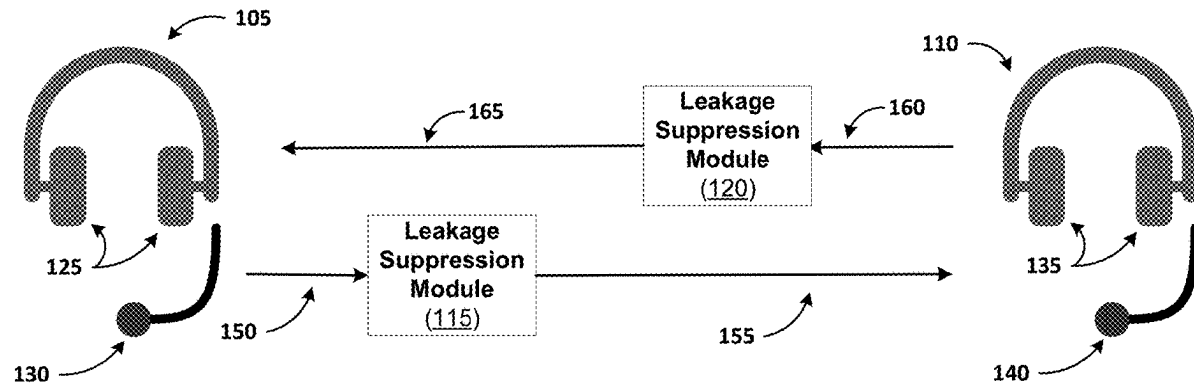 105
110
165
Leakage
Suppression
Module
(120)
160
125
Leakage
Suppression
Module
(115)
135
130
150
155
140